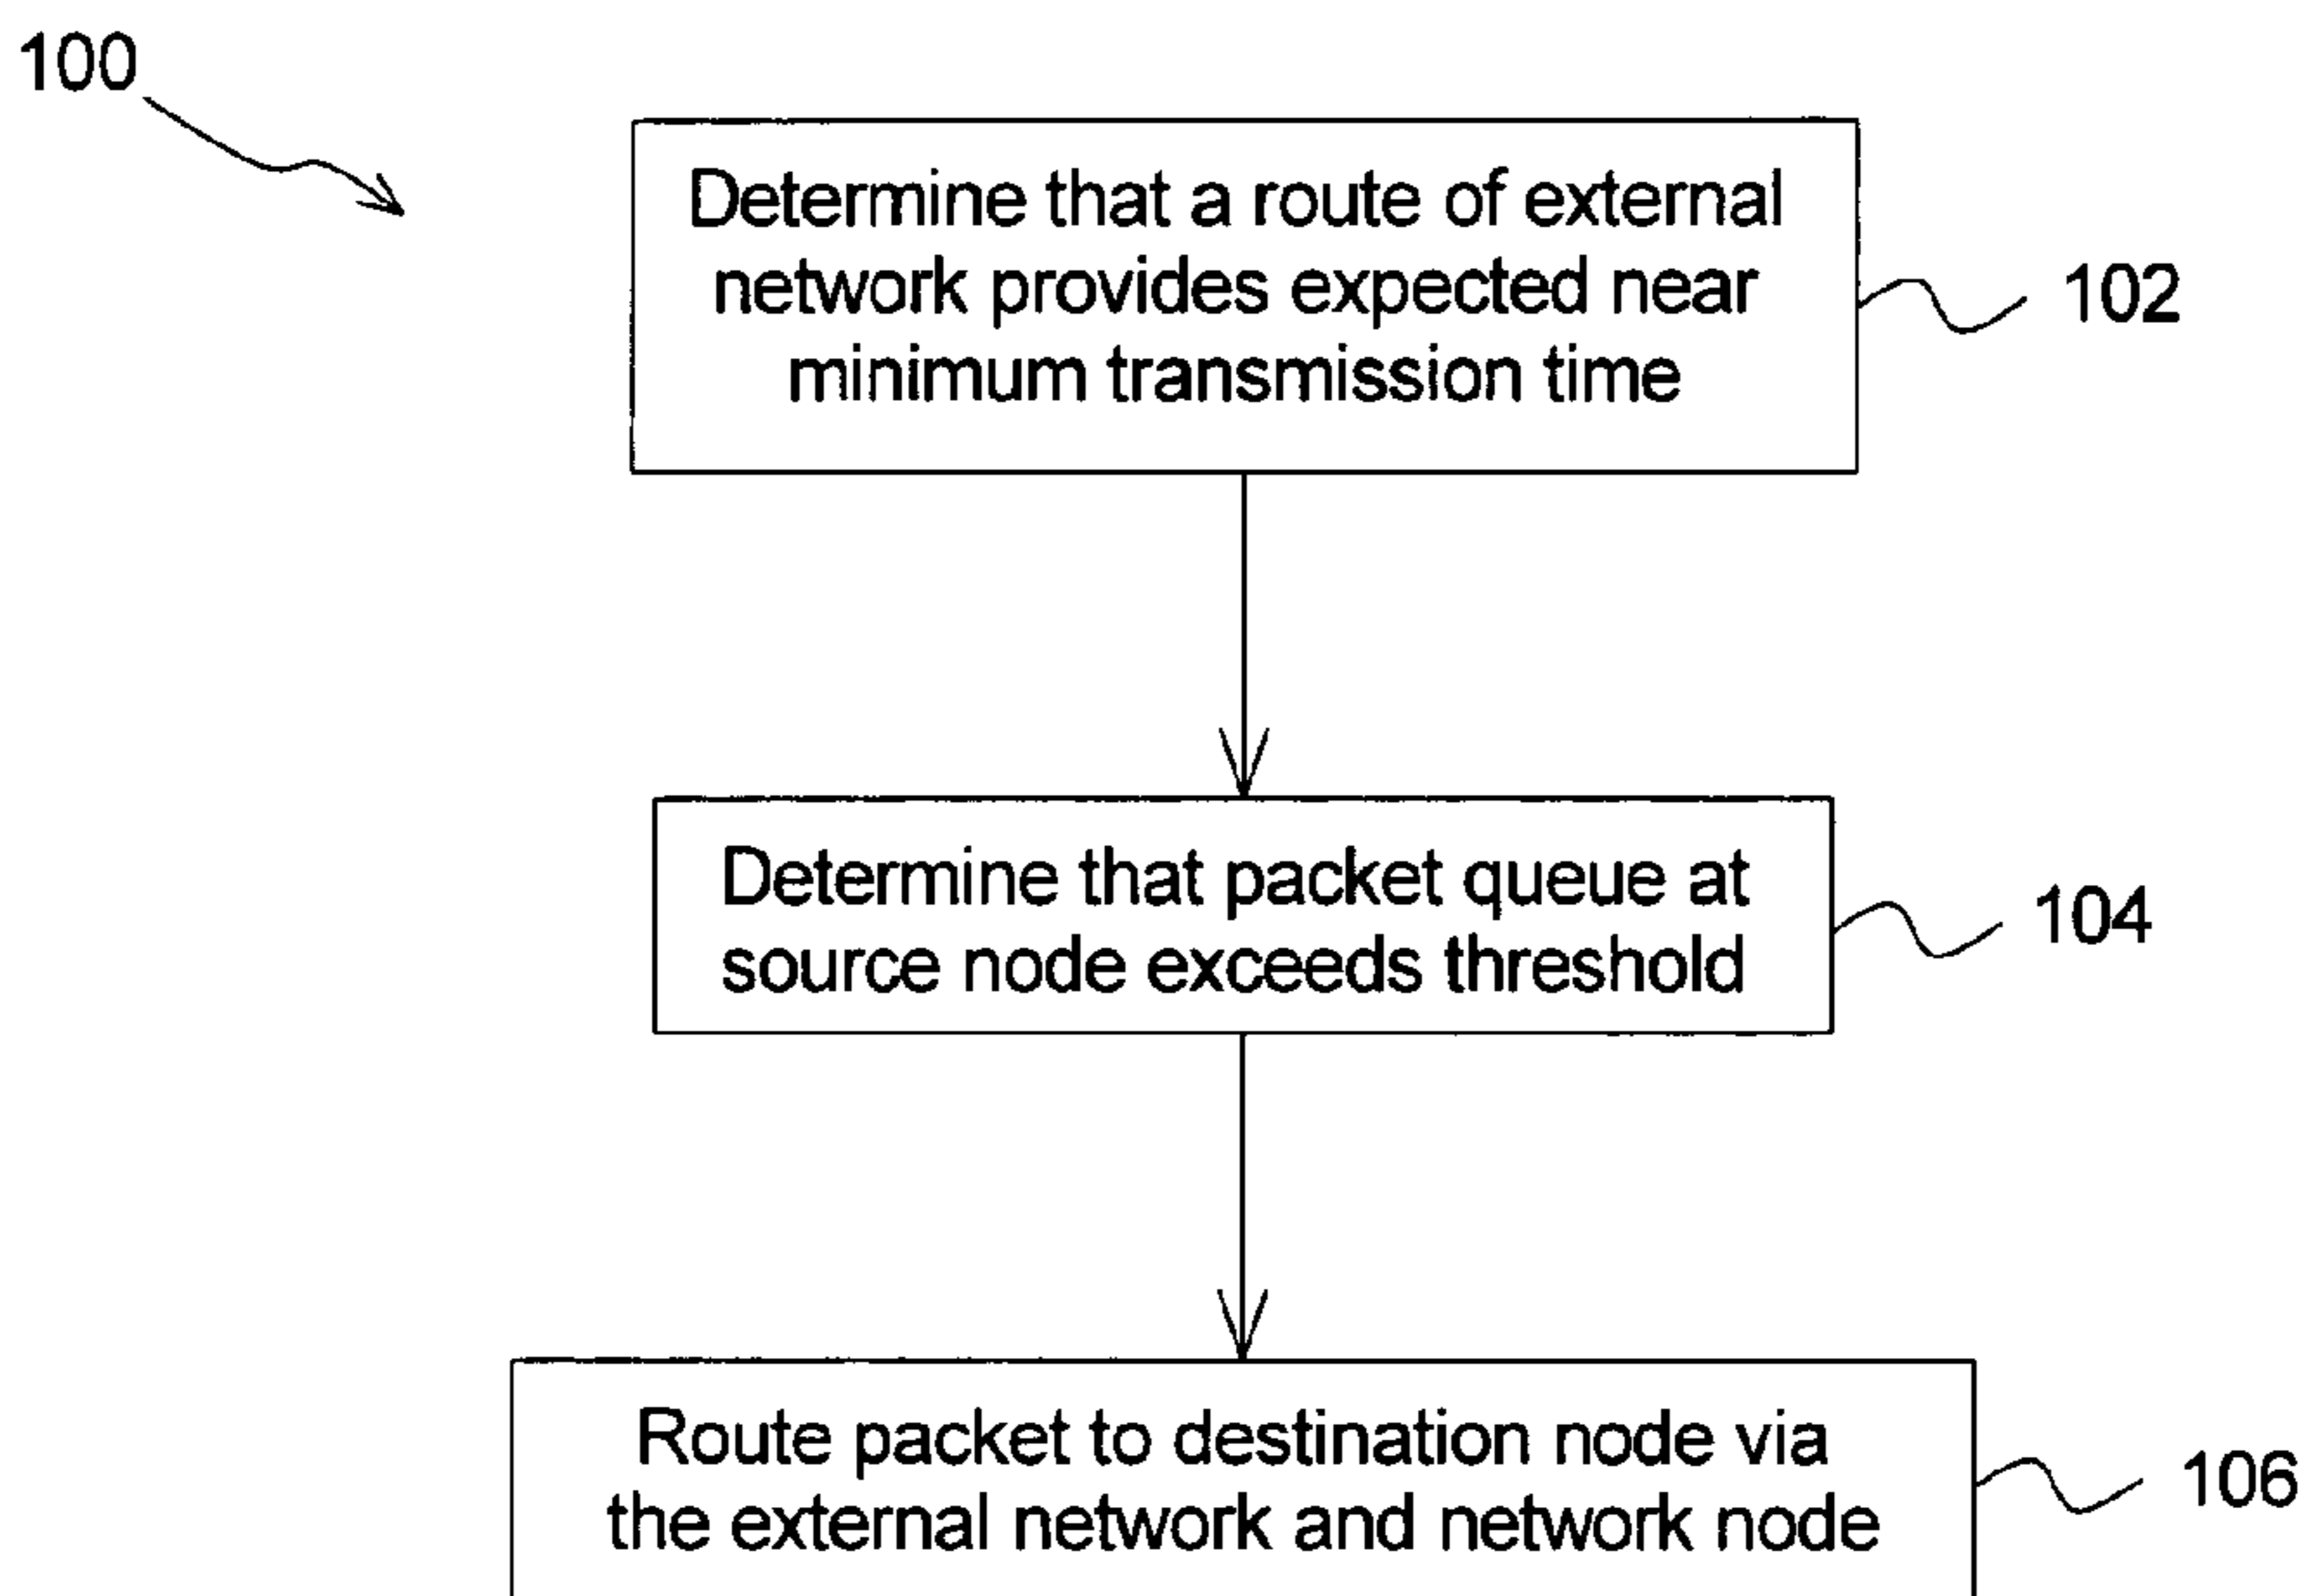 100
Determine that a route of external
network provides expected near
minimum transmission time
102
Determine that packet queue at
source node exceeds threshold
104
Route packet to destination node via
the external network and network node
106